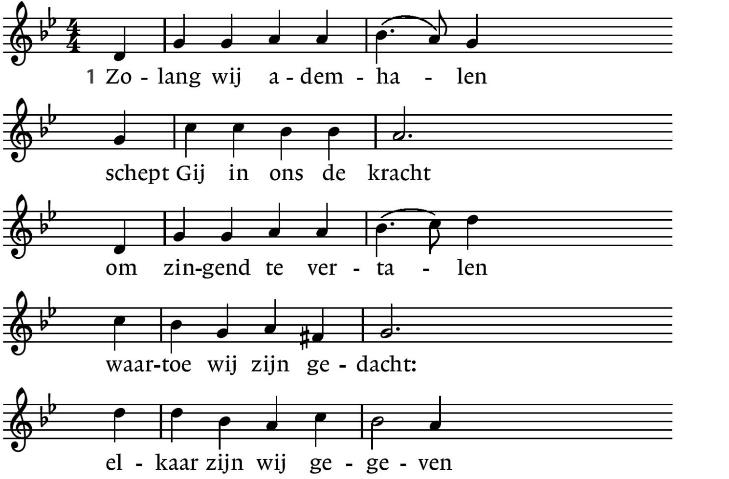 1 Zo - lang wij a - dem - ha - len
schept Gij in ons de kracht
om zin-gend te ver - ta - len
waar-toe wij zijn ge - dacht:
el - kaar zijn wij ge - ge - ven